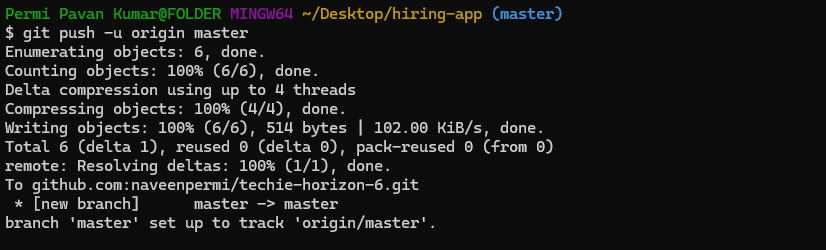 Permi Pavan Kumar@FOLDER MINGW64 ~/Desktop/hiring-app (master)
$ git push -u origin master
Enumerating objects: 6, done.
Counting objects: 100% (6/6), done.
Delta compression using up to 4 threads
Compressing objects: 100% (4/4), done.
Writing objects: 100% (6/6), 514 bytes | 102.00 KiB/s, done.
Total 6 (delta 1), reused 0 (delta 0), pack-reused 0 (from 0)
remote: Resolving deltas: 100% (1/1), done.
To github.com:naveenpermi/techie-horizon-6.git
 * [new branch]      master -> master
branch 'master' set up to track 'origin/master'.